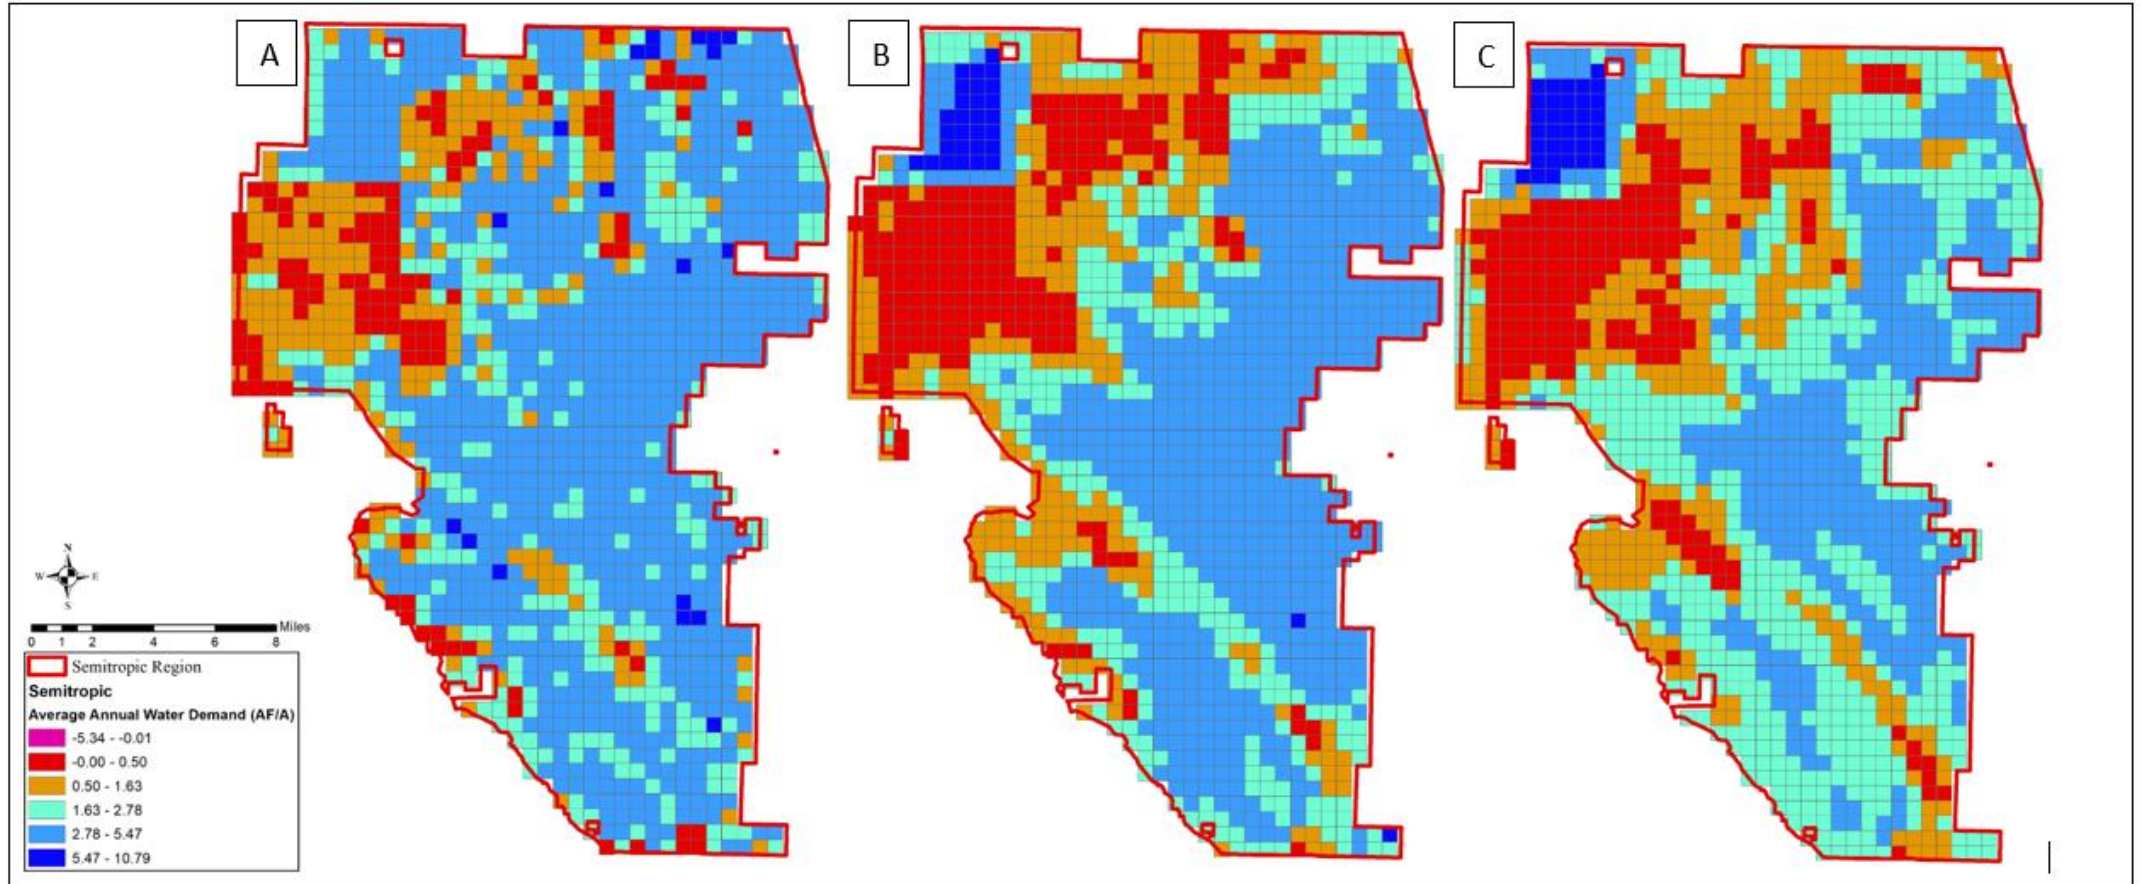 A
B
C
N
W E
S
Miles
0 1 2 4 6 8
Semitropic Region
Semitropic
Average Annual Water Demand (AF/A)
-5.34 - -0.01
-0.00 - 0.50
0.50 - 1.63
1.63 - 2.78
2.78 - 5.47
5.47 - 10.79